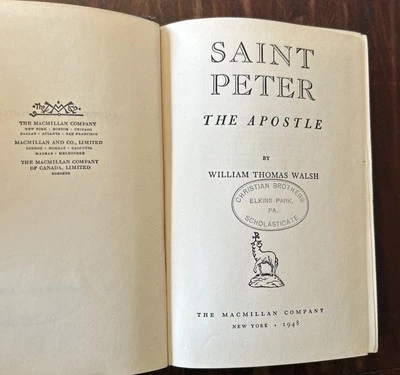 THE MACMILLAN COMPANY
NEW YORK · BOSTON · CHICAGO
DALLAS · ATLANTA · SAN FRANCISCO
MACMILLAN AND CO., LIMITED
LONDON · BOMBAY · CALCUTTA
MADRAS · MELBOURNE
THE MACMILLAN COMPANY
OF CANADA, LIMITED
TORONTO
SAINT
PETER
THE APOSTLE
BY
WILLIAM THOMAS WALSH
CHRISTIAN BROTHERS
ELKINS PARK,
PA.
SCHOLASTICATE
THE MACMILLAN COMPANY
NEW YORK · 1948